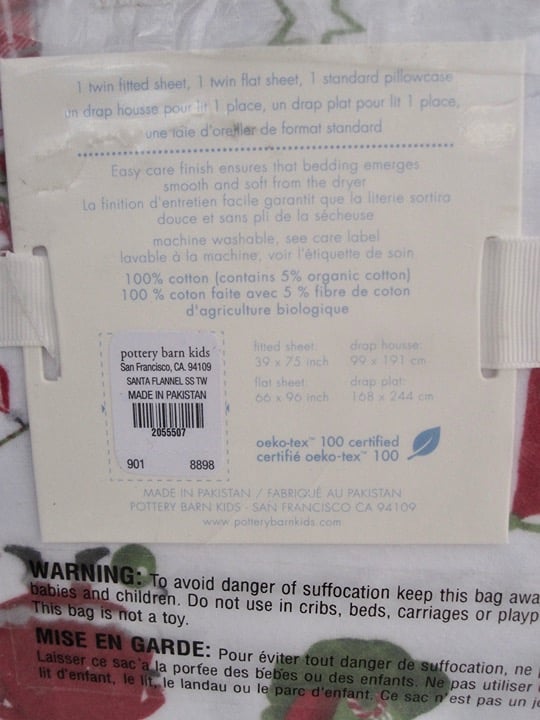 1 twin fitted sheet, 1 twin flat sheet, 1 standard pillowcase
un drap housse pour lit 1 place, un drap plat pour lit 1 place,
une taie d'oreiller de format standard
Easy care finish ensures that bedding emerges
smooth and soft from the dryer
La finition d'entretien facile garantit que la literie sortira
douce et sans pli de la sécheuse
machine washable, see care label
lavable à la machine, voir l'étiquette de soin
100% cotton (contains 5% organic cotton)
100 % coton faite avec 5 % fibre de coton
d'agriculture biologique
pottery barn kids
San Francisco, CA. 94109
SANTA FLANNEL SS TW
MADE IN PAKISTAN
2055507
901 8898
fitted sheet: drap housse:
39 x 75 inch 99 x 191 cm
flat sheet: drap plat:
66 x 96 inch 168 x 244 cm
oeko-tex™ 100 certified
certifié oeko-tex™ 100
MADE IN PAKISTAN / FABRIQUÉ AU PAKISTAN
POTTERY BARN KIDS - SAN FRANCISCO CA 94109
www.potterybarnkids.com
WARNING: To avoid danger of suffocation keep this bag awa
babies and children. Do not use in cribs, beds, carriages or playp
This bag is not a toy.
MISE EN GARDE: Pour éviter tout danger de suffocation, ne
Laisser ce sac a la portee des bebes ou des enfants. Ne pas utiliser
lit d'enfant, le lit, le landau ou le parc d'enfant. Ce sac n'est pas un jo